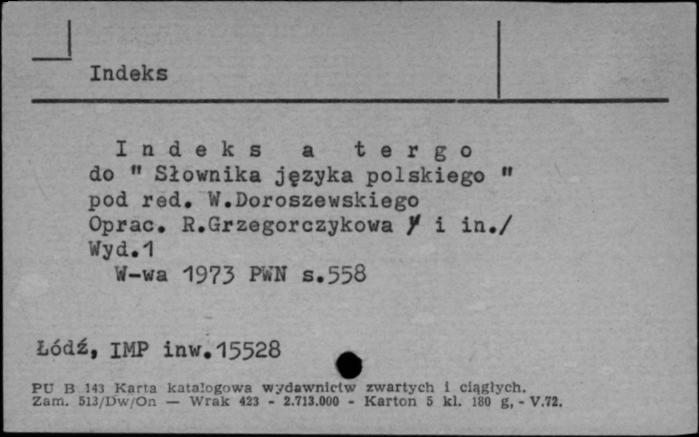 Indeks
I n d e k s a t e r g o
do " Słownika języka polskiego "
pod red. W.Doroszewskiego
Oprac. R.Grzegorczykowa / i in./
Wyd.1
W-wa 1973 PWN s.558
Łódź, IMP inw.15528
PU B 143 Karta katalogowa wydawnictw zwartych i ciągłych.
Zam. 513/Dw/On — Wrak 423 - 2.713.000 - Karton 5 kl. 180 g, - V.72.